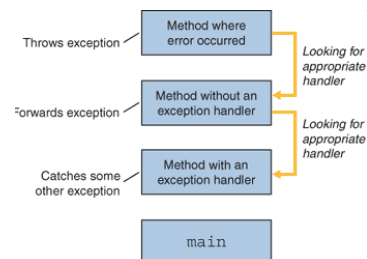 Method where
error occurred
Throws exception
Looking for
appropriate
handler
Method without an
exception handler
Forwards exception
Looking for
appropriate
handler
Method with an
exception handler
Catches some
other exception
main